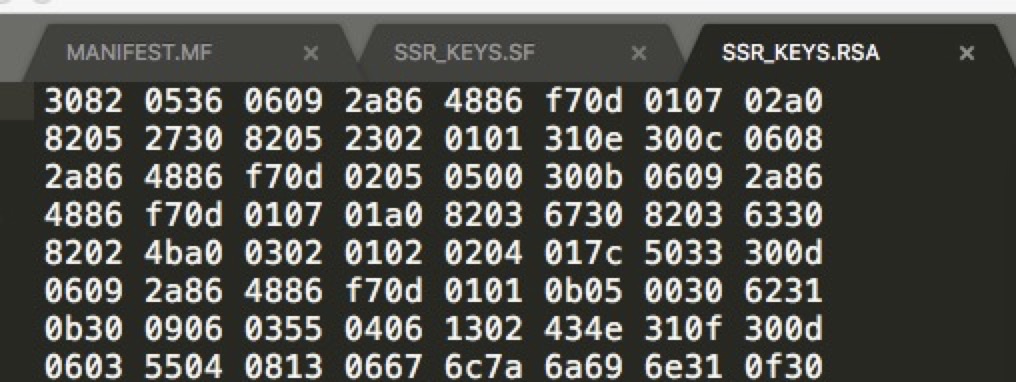 MANIFEST.MF × SSR_KEYS.SF × SSR_KEYS.RSA ×
3082 0536 0609 2a86 4886 f70d 0107 02a0
8205 2730 8205 2302 0101 310e 300c 0608
2a86 4886 f70d 0205 0500 300b 0609 2a86
4886 f70d 0107 01a0 8203 6730 8203 6330
8202 4ba0 0302 0102 0204 017c 5033 300d
0609 2a86 4886 f70d 0101 0b05 0030 6231
0b30 0906 0355 0406 1302 434e 310f 300d
0603 5504 0813 0667 6c7a 6a69 6e31 0f30